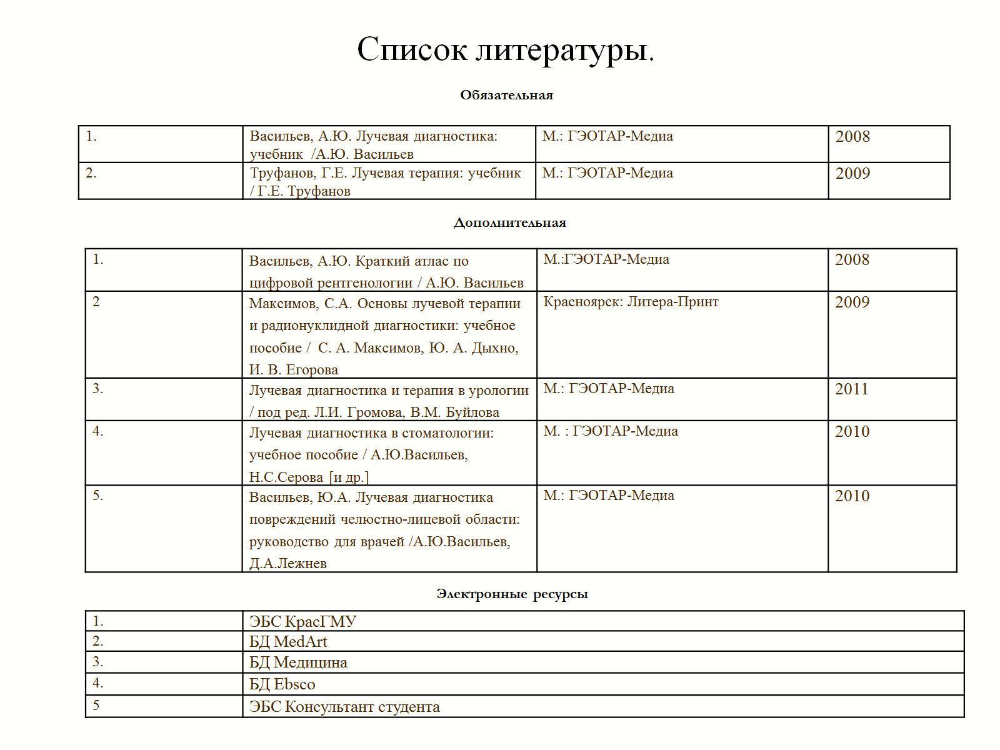 Список литературы.
Обязательная
1.
Васильев, А.Ю. Лучевая диагностика:
учебник /А.Ю. Васильев
М.: ГЭОТАР-Медиа
2008
2.
Труфанов, Г.Е. Лучевая терапия: учебник
/ Г.Е. Труфанов
М.: ГЭОТАР-Медиа
2009
Дополнительная
1.
Васильев, А.Ю. Краткий атлас по
цифровой рентгенологии / А.Ю. Васильев
М.:ГЭОТАР-Медиа
2008
2
Максимов, С.А. Основы лучевой терапии
и радионуклидной диагностики: учебное
пособие / С. А. Максимов, Ю. А. Дыхно,
И. В. Егорова
Красноярск: Литера-Принт
2009
3.
Лучевая диагностика и терапия в урологии
/ под ред. Л.И. Громова, В.М. Буйлова
М.: ГЭОТАР-Медиа
2011
4.
Лучевая диагностика в стоматологии:
учебное пособие / А.Ю.Васильев,
Н.С.Серова [и др.]
М. : ГЭОТАР-Медиа
2010
5.
Васильев, Ю.А. Лучевая диагностика
повреждений челюстно-лицевой области:
руководство для врачей /А.Ю.Васильев,
Д.А.Лежнев
М.: ГЭОТАР-Медиа
2010
Электронные ресурсы
1.
ЭБС КрасГМУ
2.
БД MedArt
3.
БД Медицина
4.
БД Ebsco
5
ЭБС Консультант студента